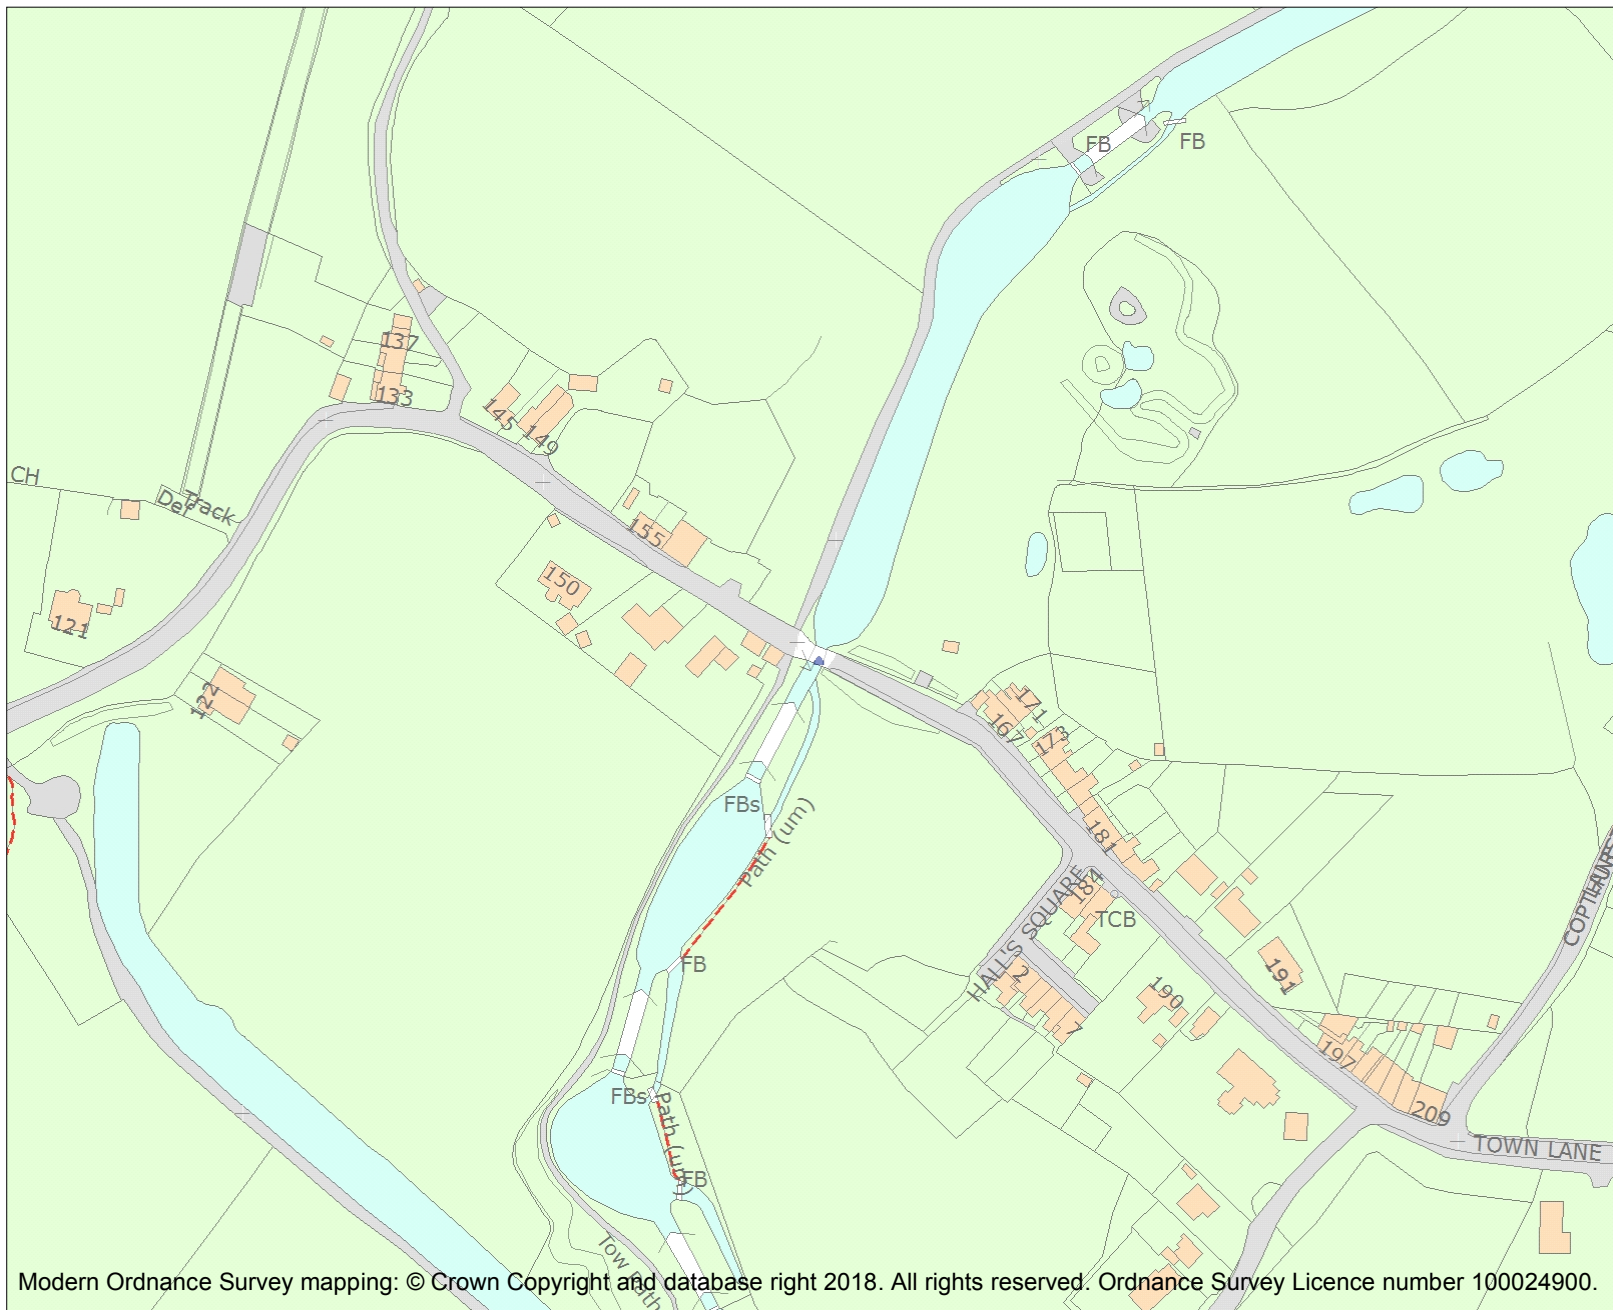 FB
FB
137
133
145
149
CH
Def
Track
155
150
121
122
171
167
173
FBs
Path (um)
181
184
HALL'S SQUARE
TCB
FB
2
7
190
191
197
209
TOWN LANE
FBs
Path (um)
FB
Tow Path
Modern Ordnance Survey mapping: © Crown Copyright and database right 2018. All rights reserved. Ordnance Survey Licence number 100024900.